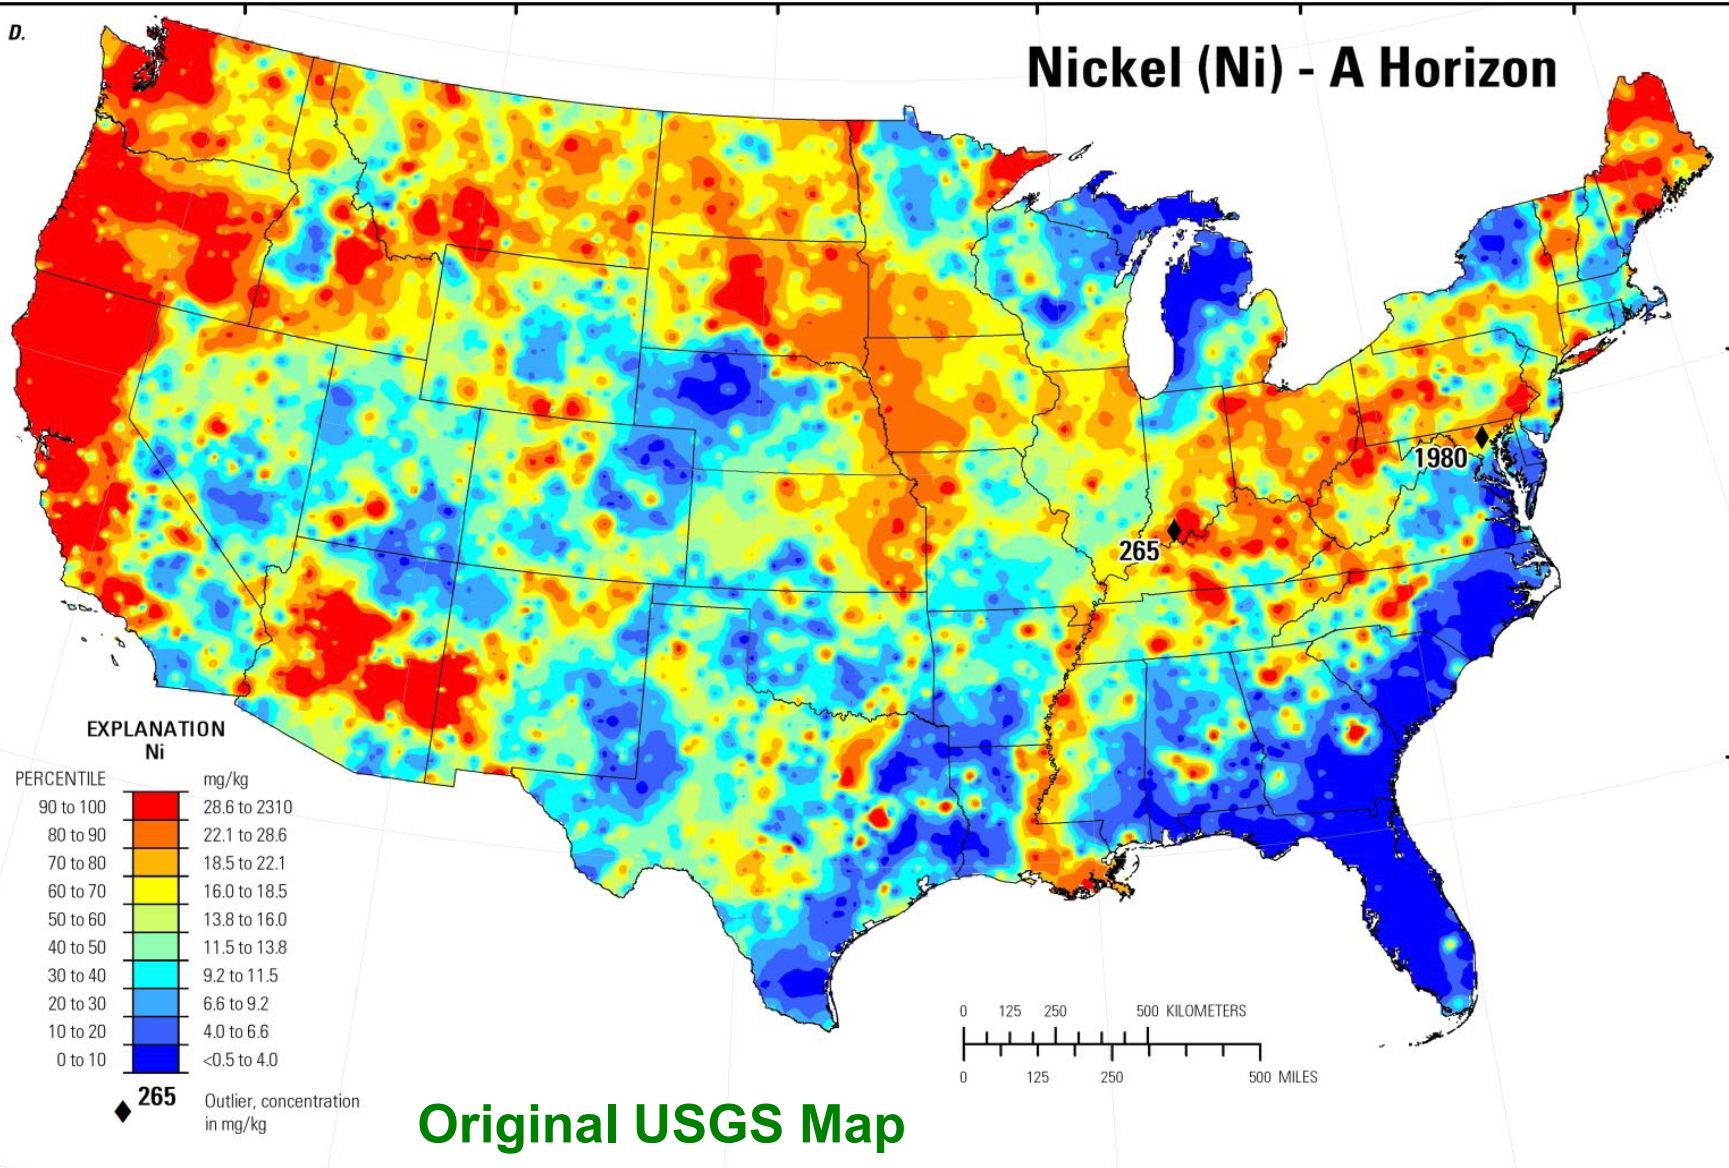 D.
Nickel (Ni) - A Horizon
1980
265
EXPLANATION
Ni
PERCENTILE mg/kg
90 to 100 28.6 to 2310
80 to 90 22.1 to 28.6
70 to 80 18.5 to 22.1
60 to 70 16.0 to 18.5
50 to 60 13.8 to 16.0
40 to 50 11.5 to 13.8
30 to 40 9.2 to 11.5
20 to 30 6.6 to 9.2
10 to 20 4.0 to 6.6
0 to 10 <0.5 to 4.0
265 Outlier, concentration
in mg/kg
0 125 250 500 KILOMETERS
0 125 250 500 MILES
Original USGS Map